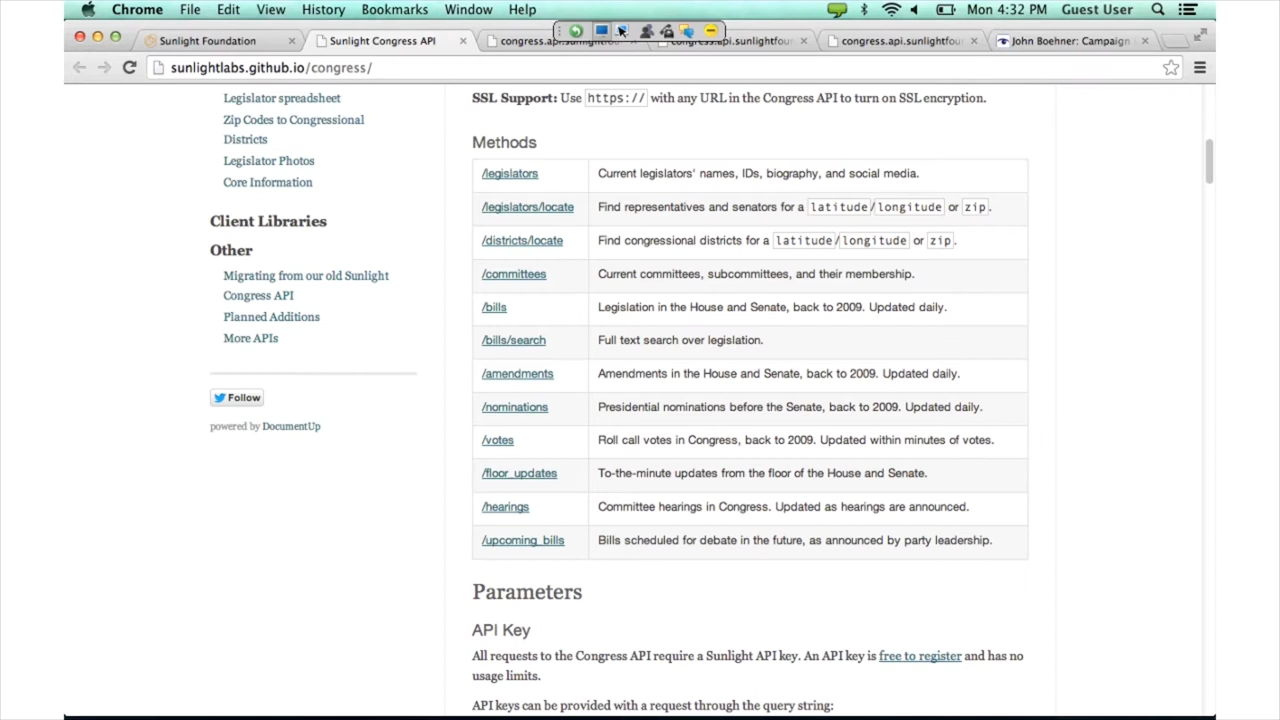 Chrome File Edit View History Bookmarks Window Help Mon 4:32 PM Guest User
Sunlight Foundation Sunlight Congress API congress.api. congress.api.sunlightfou congress.api.sunlightfou John Boehner: Campaign
sunlightlabs.github.io/congress/
Legislator spreadsheet
Zip Codes to Congressional
Districts
Legislator Photos
Core Information
Client Libraries
Other
Migrating from our old Sunlight
Congress API
Planned Additions
More APIs
Follow
powered by DocumentUp
SSL Support: Use https:// with any URL in the Congress API to turn on SSL encryption.
Methods
/legislators Current legislators' names, IDs, biography, and social media.
/legislators/locate Find representatives and senators for a latitude/longitude or zip.
/districts/locate Find congressional districts for a latitude/longitude or zip.
/committees Current committees, subcommittees, and their membership.
/bills Legislation in the House and Senate, back to 2009. Updated daily.
/bills/search Full text search over legislation.
/amendments Amendments in the House and Senate, back to 2009. Updated daily.
/nominations Presidential nominations before the Senate, back to 2009. Updated daily.
/votes Roll call votes in Congress, back to 2009. Updated within minutes of votes.
/floor_updates To-the-minute updates from the floor of the House and Senate.
/hearings Committee hearings in Congress. Updated as hearings are announced.
/upcoming_bills Bills scheduled for debate in the future, as announced by party leadership.
Parameters
API Key
All requests to the Congress API require a Sunlight API key. An API key is free to register and has no
usage limits.
API keys can be provided with a request through the query string: